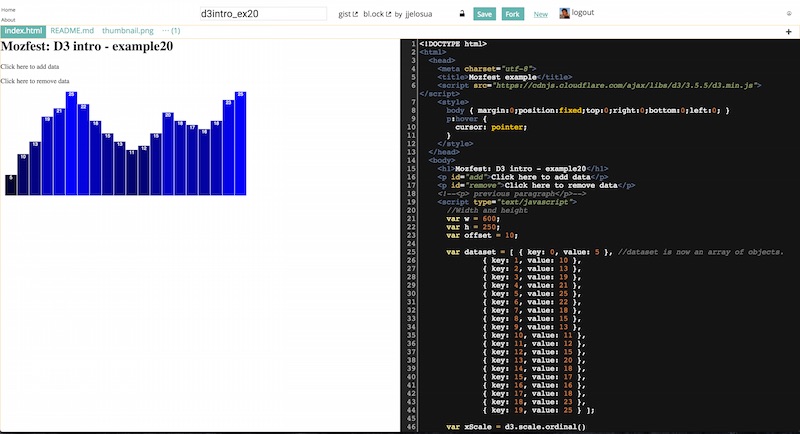 Home
About
d3intro_ex20
gist
bl.ock
by jjelosua
Save
Fork
New
logout
index.html
README.md
thumbnail.png
··· (1)
+
Mozfest: D3 intro - example20
Click here to add data
Click here to remove data
5 10 13 19 21 25 22 18 15 13 11 12 15 20 18 17 16 18 23 25
1 <!DOCTYPE html>
2 <html>
3 <head>
4 <meta charset="utf-8">
5 <title>Mozfest example</title>
6 <script src="https://cdnjs.cloudflare.com/ajax/libs/d3/3.5.5/d3.min.js">
</script>
7 <style>
8 body { margin:0;position:fixed;top:0;right:0;bottom:0;left:0; }
9 p:hover {
10 cursor: pointer;
11 }
12 </style>
13 </head>
14 <body>
15 <h1>Mozfest: D3 intro - example20</h1>
16 <p id="add">Click here to add data</p>
17 <p id="remove">Click here to remove data</p>
18 <!--<p> previous paragraph</p>-->
19 <script type="text/javascript">
20 //Width and height
21 var w = 600;
22 var h = 250;
23 var offset = 10;
24
25 var dataset = [ { key: 0, value: 5 }, //dataset is now an array of objects.
26 { key: 1, value: 10 },
27 { key: 2, value: 13 },
28 { key: 3, value: 19 },
29 { key: 4, value: 21 },
30 { key: 5, value: 25 },
31 { key: 6, value: 22 },
32 { key: 7, value: 18 },
33 { key: 8, value: 15 },
34 { key: 9, value: 13 },
35 { key: 10, value: 11 },
36 { key: 11, value: 12 },
37 { key: 12, value: 15 },
38 { key: 13, value: 20 },
39 { key: 14, value: 18 },
40 { key: 15, value: 17 },
41 { key: 16, value: 16 },
42 { key: 17, value: 18 },
43 { key: 18, value: 23 },
44 { key: 19, value: 25 } ];
45
46 var xScale = d3.scale.ordinal()